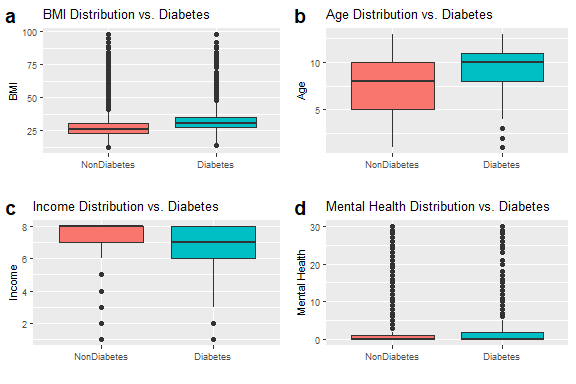 a BMI Distribution vs. Diabetes
BMI
100
75
50
25
NonDiabetes Diabetes
b Age Distribution vs. Diabetes
Age
10
5
NonDiabetes Diabetes
c Income Distribution vs. Diabetes
Income
8
6
4
2
NonDiabetes Diabetes
d Mental Health Distribution vs. Diabetes
Mental Health
30
20
10
0
NonDiabetes Diabetes